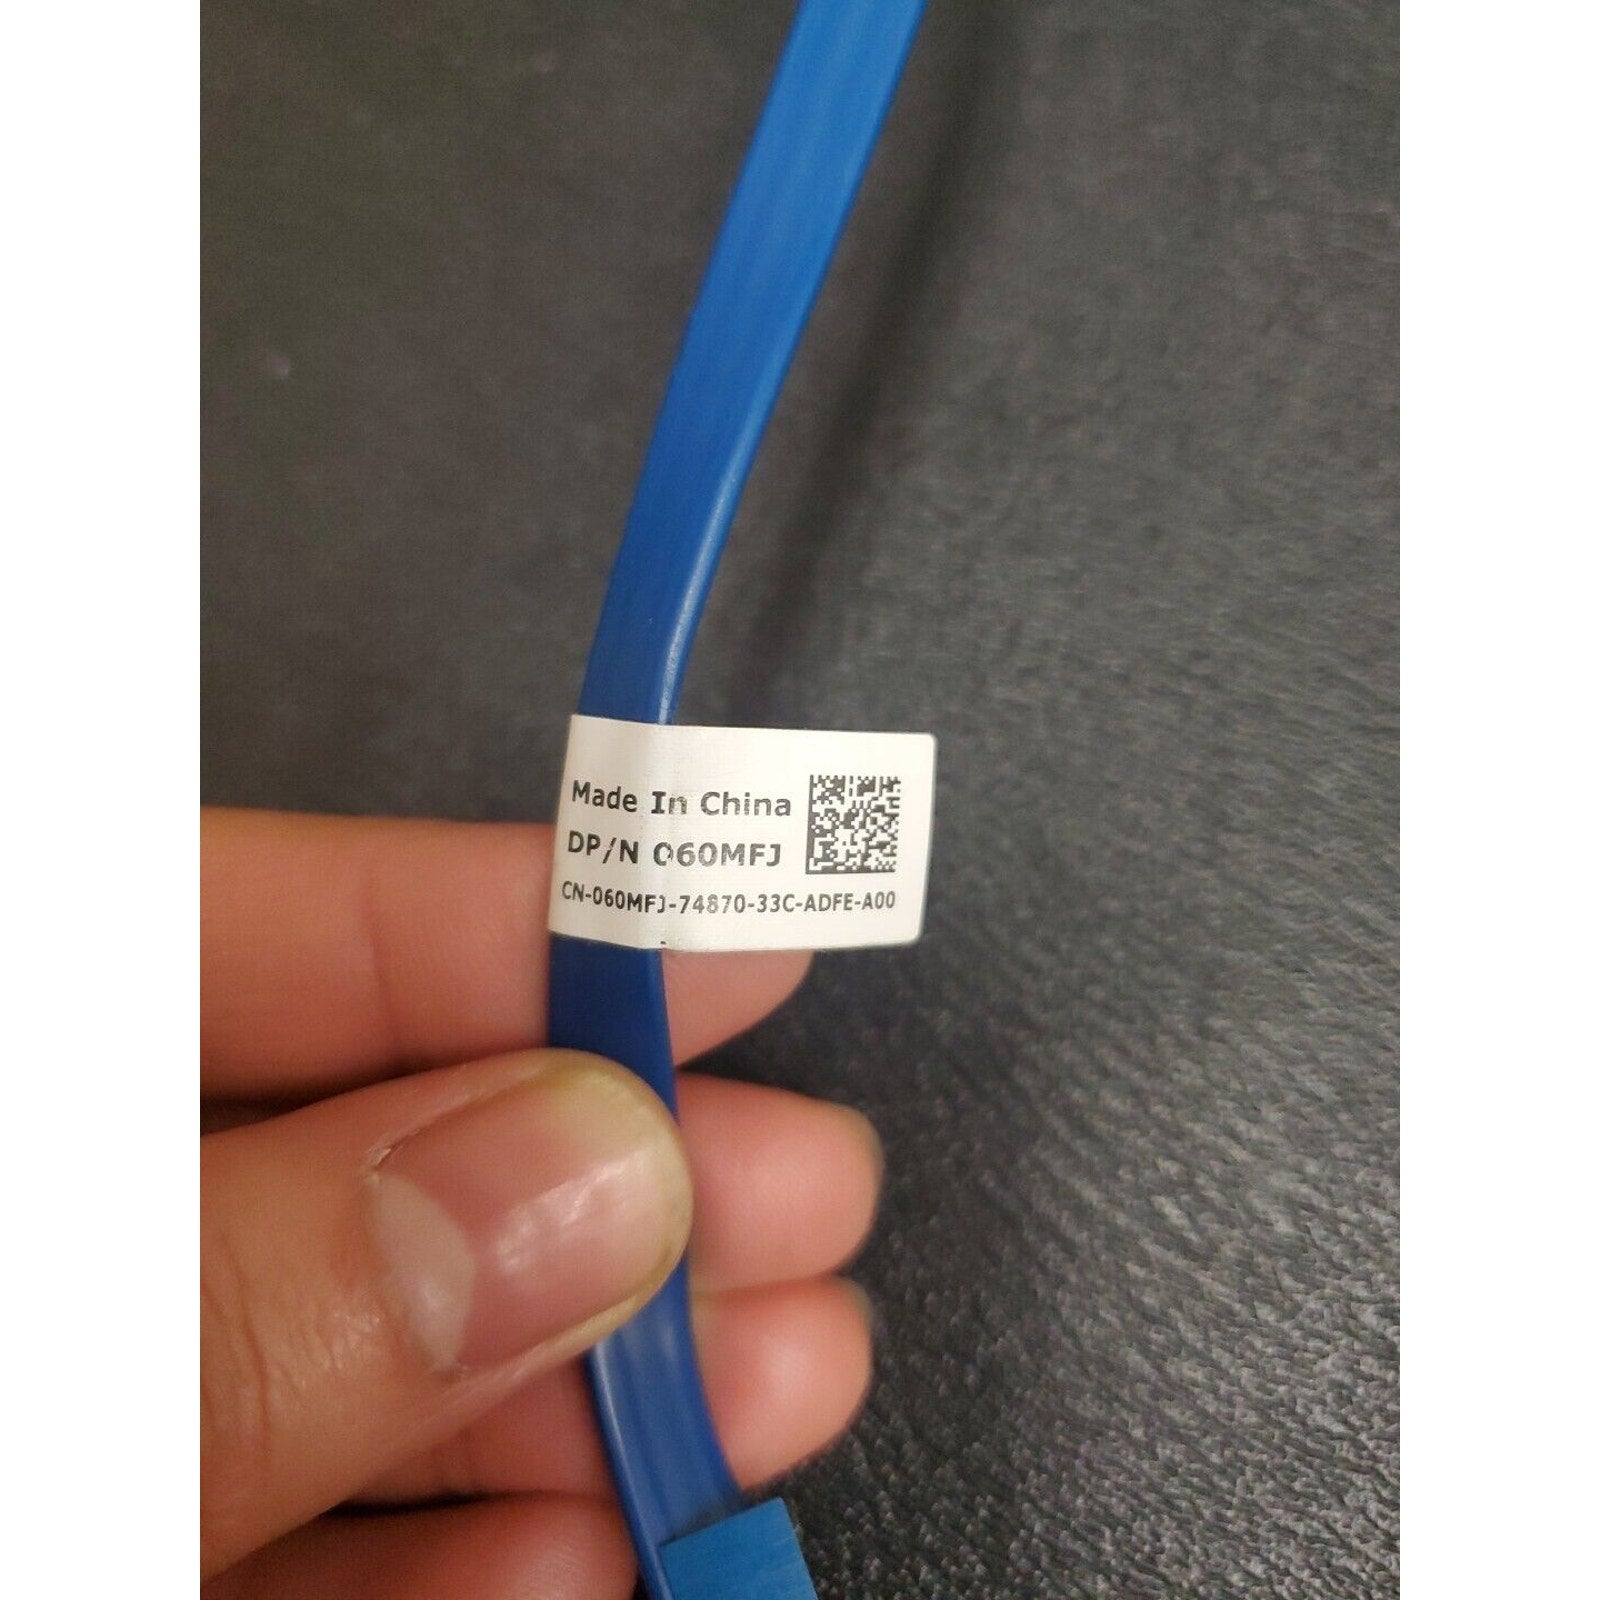 Made In China
DP/N 060MFJ
CN-060MFJ-74870-33C-ADFE-A00